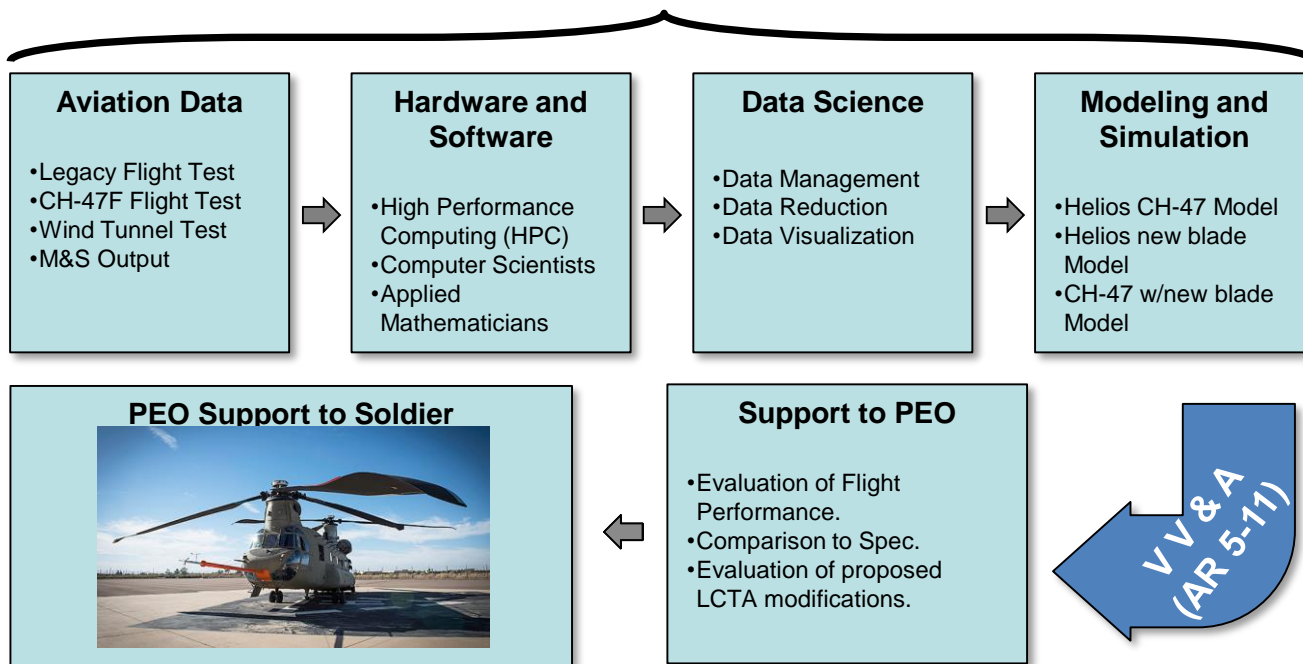 Aviation Data
•Legacy Flight Test
•CH-47F Flight Test
•Wind Tunnel Test
•M&S Output
Hardware and
Software
•High Performance
Computing (HPC)
•Computer Scientists
•Applied
Mathematicians
Data Science
•Data Management
•Data Reduction
•Data Visualization
Modeling and
Simulation
•Helios CH-47 Model
•Helios new blade
Model
•CH-47 w/new blade
Model
V V & A
(AR 5-11)
Support to PEO
•Evaluation of Flight
Performance.
•Comparison to Spec.
•Evaluation of proposed
LCTA modifications.
PEO Support to Soldier